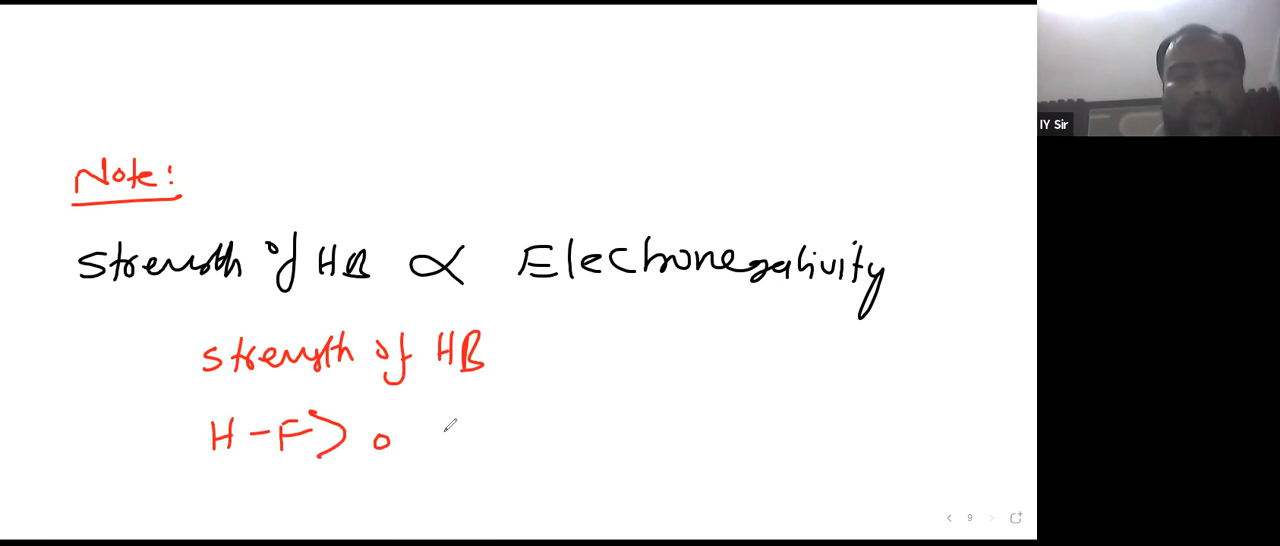 Note:
Strength of HB ∝ Electronegativity
strength of HB
H-F > O
IY Sir
9